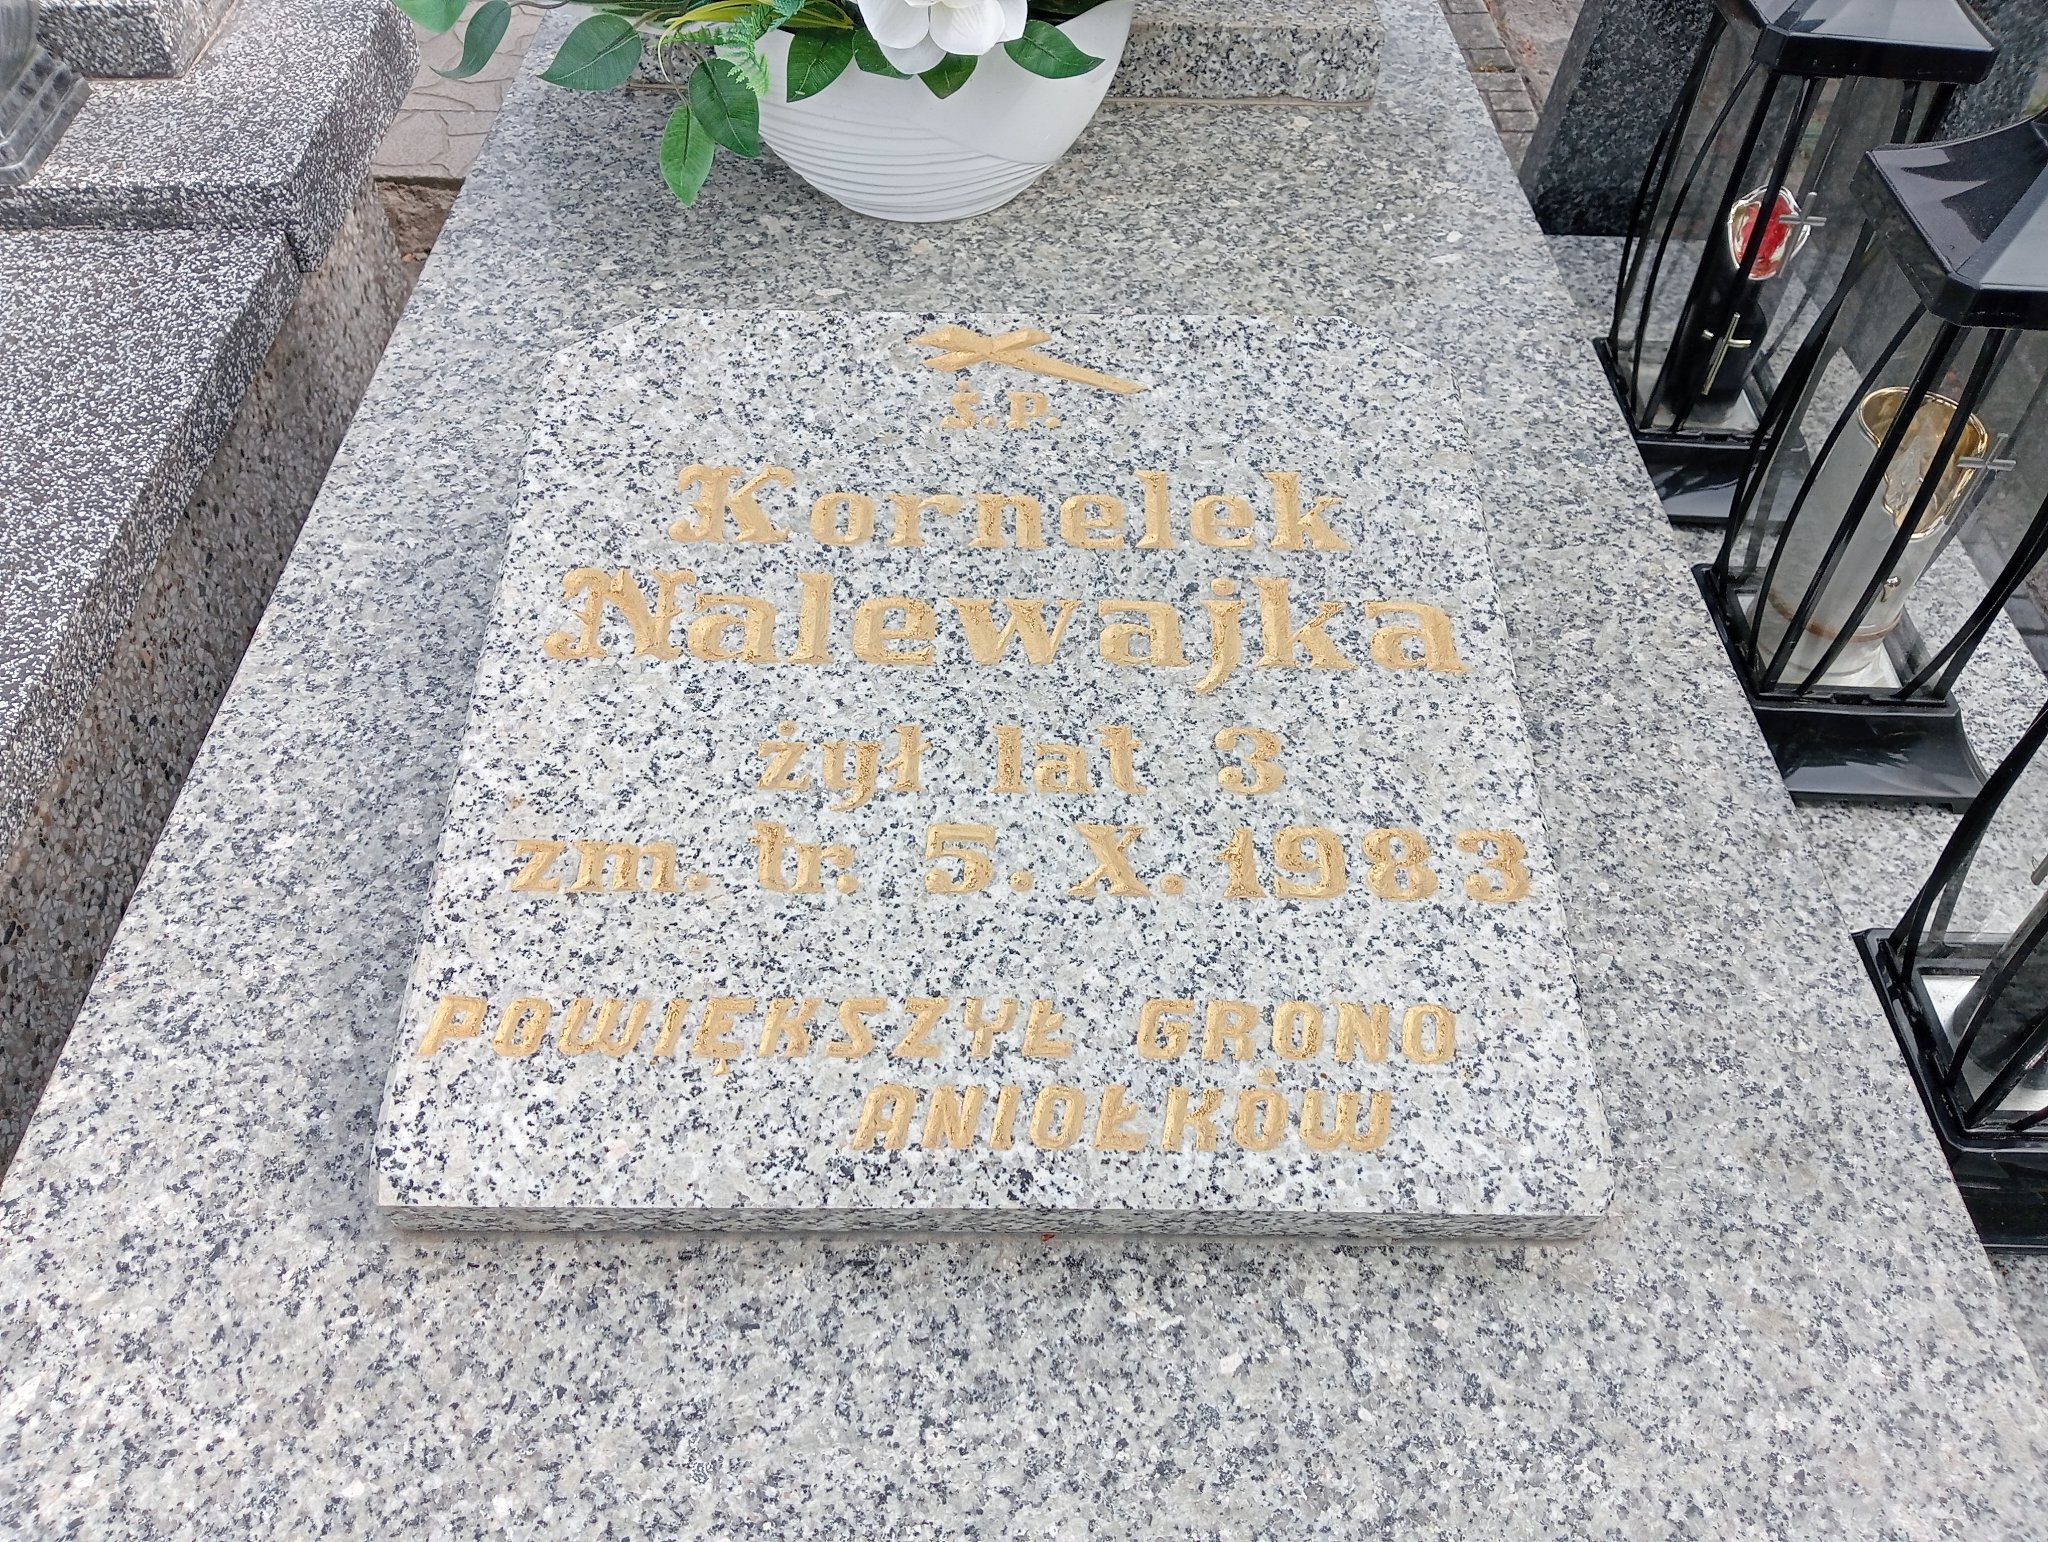 ś.p.
Kornelek
Nalewajka
żył lat 3
zm. tr. 5. X. 1983
POWIĘKSZYŁ GRONO
ANIOŁKÓW